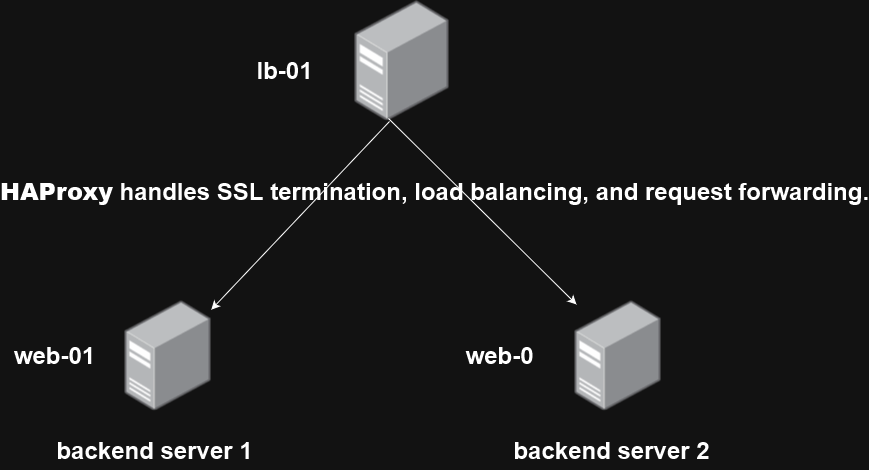 lb-01
HAProxy handles SSL termination, load balancing, and request forwarding.
web-01
web-0
backend server 1
backend server 2